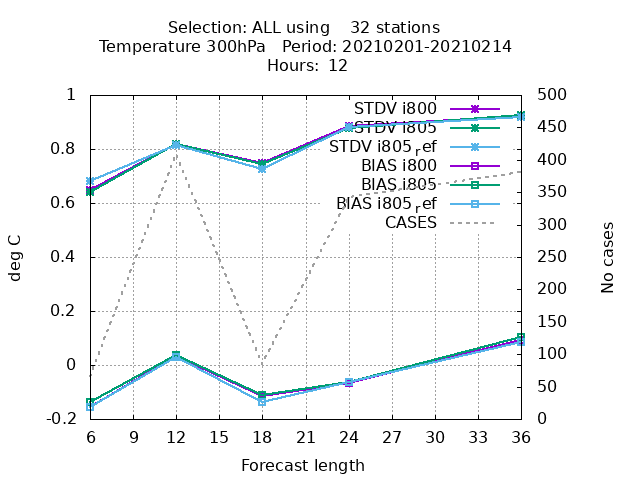 Selection: ALL using    32 stations
Temperature 300hPa   Period: 20210201-20210214
Hours:  12
deg C
1
0.8
0.6
0.4
0.2
0
-0.2
STDV i800
STDV i805
STDV i805ref
BIAS i800
BIAS i805
BIAS i805ref
CASES
500
450
400
350
300
250
200
150
100
50
0
No cases
6 9 12 15 18 21 24 27 30 33 36
Forecast length